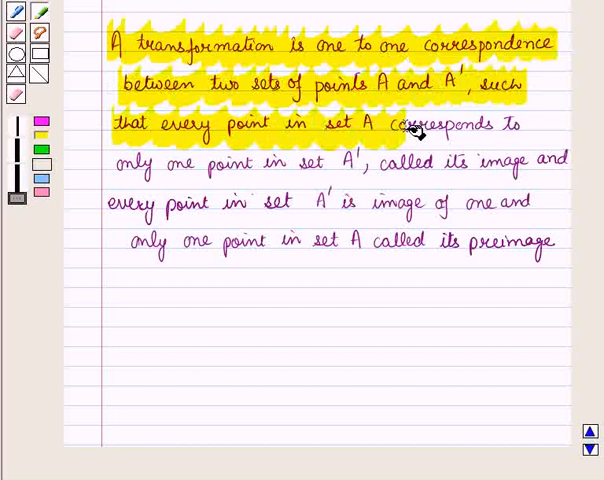 A transformation is one to one correspondence
between two sets of points A and A', such
that every point in set A corresponds to
only one point in set A', called its image and
every point in set A' is image of one and
only one point in set A called its preimage